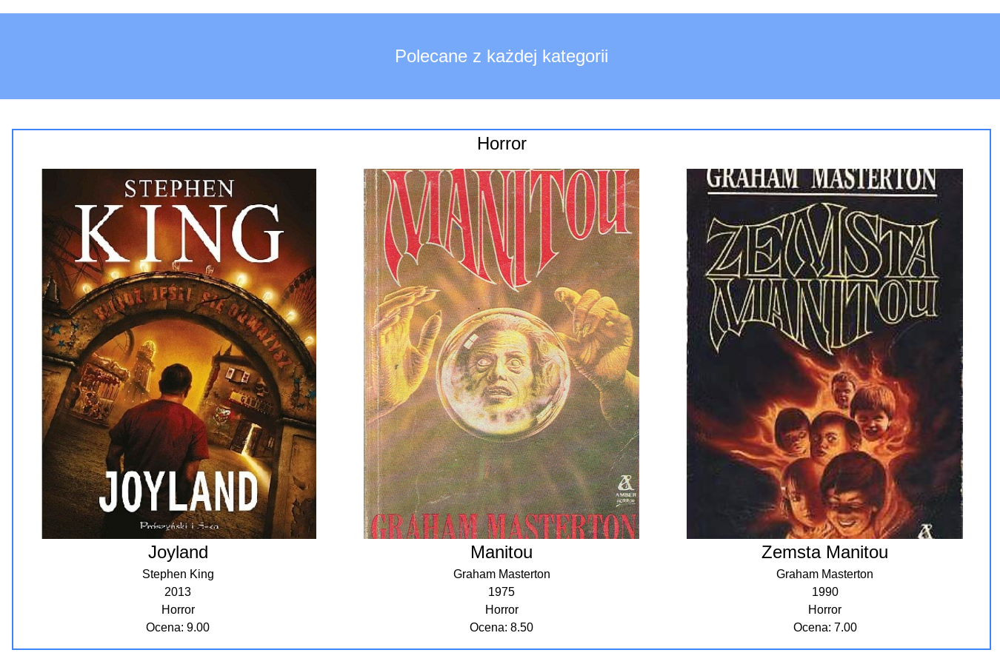 Polecane z każdej kategorii
Horror
STEPHEN
KING
WEJDŹ JEŚLI SIĘ ODWAŻYSZ
JOYLAND
Prószyński i S-ka
MANITOU
AMBER
HORROR
GRAHAM MASTERTON
GRAHAM MASTERTON
ZEMSTA
MANITOU
Joyland
Stephen King
2013
Horror
Ocena: 9.00
Manitou
Graham Masterton
1975
Horror
Ocena: 8.50
Zemsta Manitou
Graham Masterton
1990
Horror
Ocena: 7.00